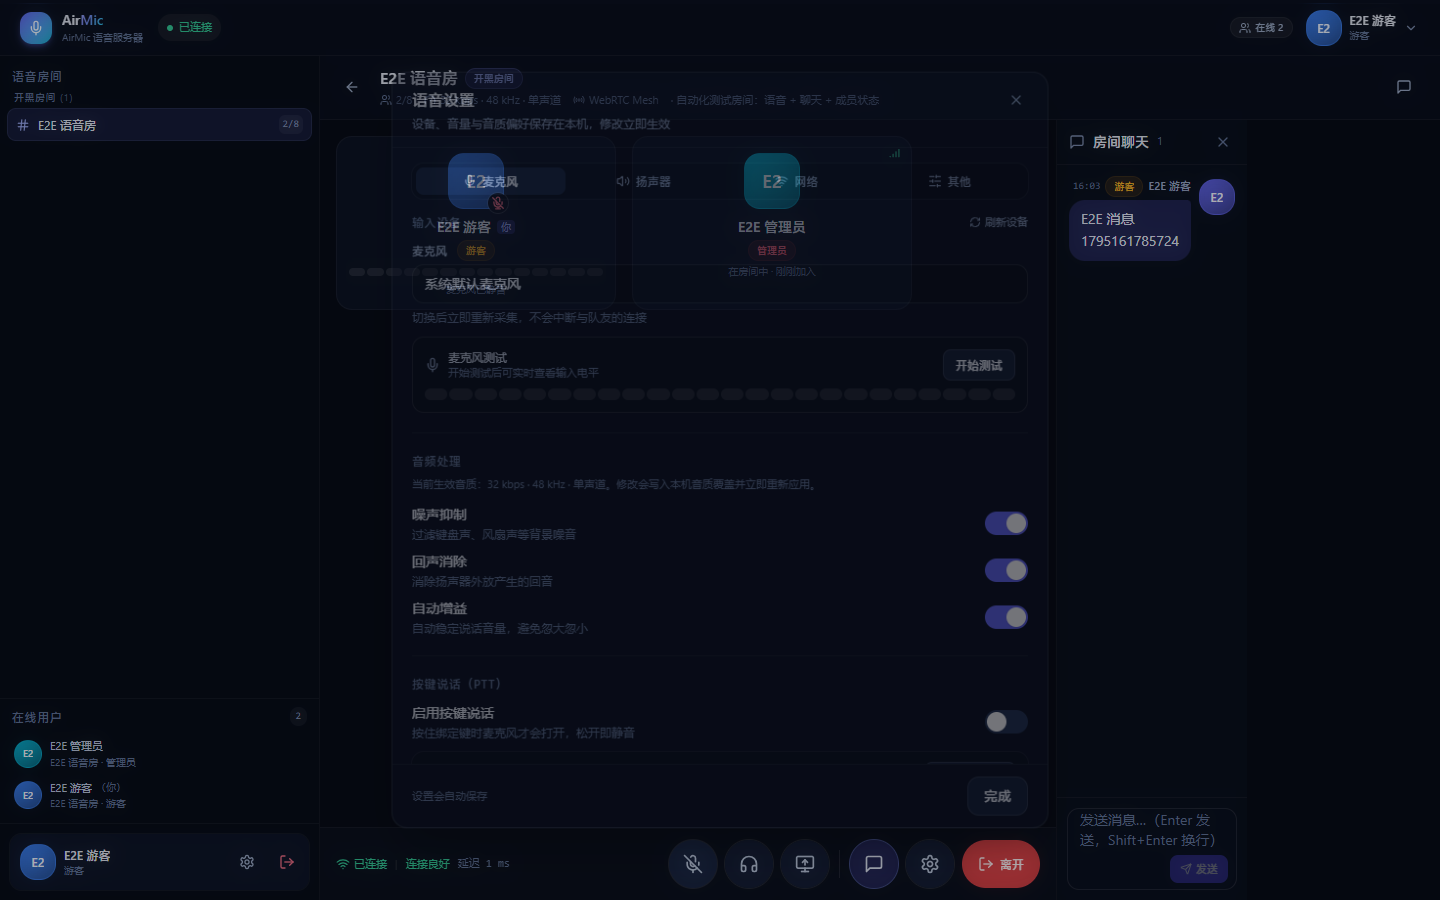 AirMic
AirMic 语音服务器
已连接
在线 2
E2
E2E 游客
游客
语音房间
开黑房间 (1)
E2E 语音房
2/8
E2E 语音房
开黑房间
48 kHz · 单声道
WebRTC Mesh
· 自动化测试房间：语音 + 聊天 + 成员状态
语音设置
设备、音量与音质偏好保存在本机，修改立即生效
麦克风
扬声器
网络
其他
刷新设备
E2E 游客
你
游客
E2
E2E 管理员
管理员
在房间中 · 刚刚加入
麦克风
系统默认麦克风
切换后立即重新采集，不会中断与队友的连接
麦克风测试
开始测试后可实时查看输入电平
开始测试
音频处理
当前生效音质：32 kbps · 48 kHz · 单声道。修改会写入本机音质覆盖并立即重新应用。
噪声抑制
过滤键盘声、风扇声等背景噪音
回声消除
消除扬声器外放产生的回音
自动增益
自动稳定说话音量，避免忽大忽小
按键说话（PTT）
启用按键说话
按住绑定键时麦克风才会打开，松开即静音
设置会自动保存
完成
房间聊天 1
16:03 游客 E2E 游客
E2
E2E 消息
1795161785724
发送消息...（Enter 发
送，Shift+Enter 换行）
发送
在线用户
2
E2
E2E 管理员
E2E 语音房 · 管理员
E2
E2E 游客 （你）
E2E 语音房 · 游客
E2
E2E 游客
游客
已连接
连接良好
延迟 1 ms
离开